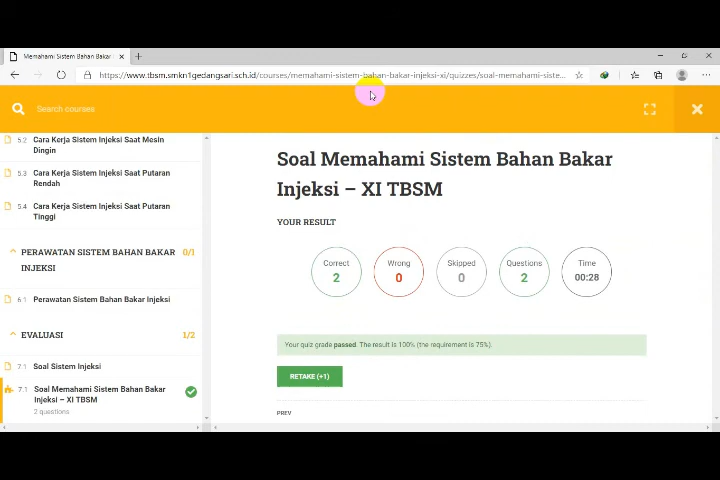 Memahami Sistem Bahan Bakar
https://www.tbsm.smkn1gedangsari.sch.id/courses/memahami-sistem-bahan-bakar-injeksi-xi/quizzes/soal-memahami-siste...
Search courses
5.2 Cara Kerja Sistem Injeksi Saat Mesin
Dingin
5.3 Cara Kerja Sistem Injeksi Saat Putaran
Rendah
5.4 Cara Kerja Sistem Injeksi Saat Putaran
Tinggi
PERAWATAN SISTEM BAHAN BAKAR 0/1
INJEKSI
6.1 Perawatan Sistem Bahan Bakar Injeksi
EVALUASI 1/2
7.1 Soal Sistem Injeksi
7.1 Soal Memahami Sistem Bahan Bakar
Injeksi – XI TBSM
2 questions
Soal Memahami Sistem Bahan Bakar
Injeksi – XI TBSM
YOUR RESULT
Correct Wrong Skipped Questions Time
2 0 0 2 00:28
Your quiz grade passed. The result is 100% (the requirement is 75%).
RETAKE (+1)
PREV